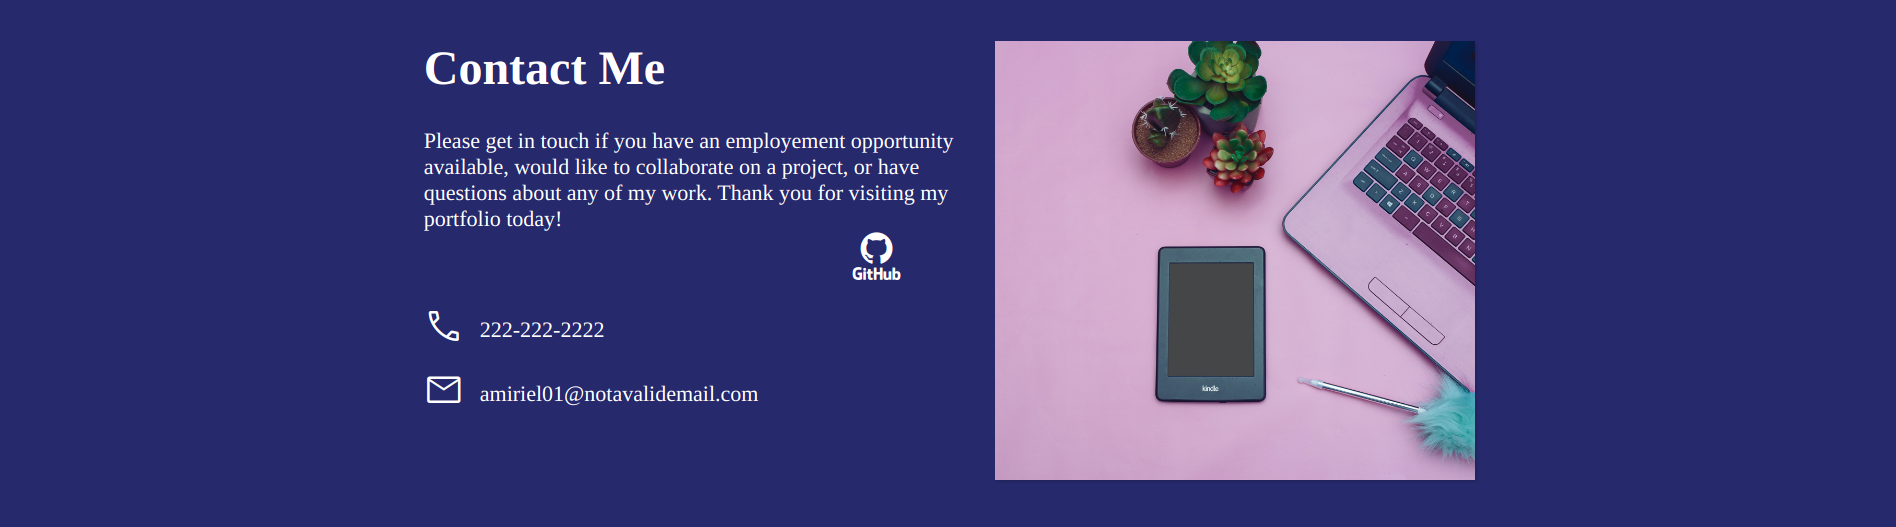 Contact Me
Please get in touch if you have an employement opportunity
available, would like to collaborate on a project, or have
questions about any of my work. Thank you for visiting my
portfolio today!
GitHub
222-222-2222
amiriel01@notavalidemail.com
kindle